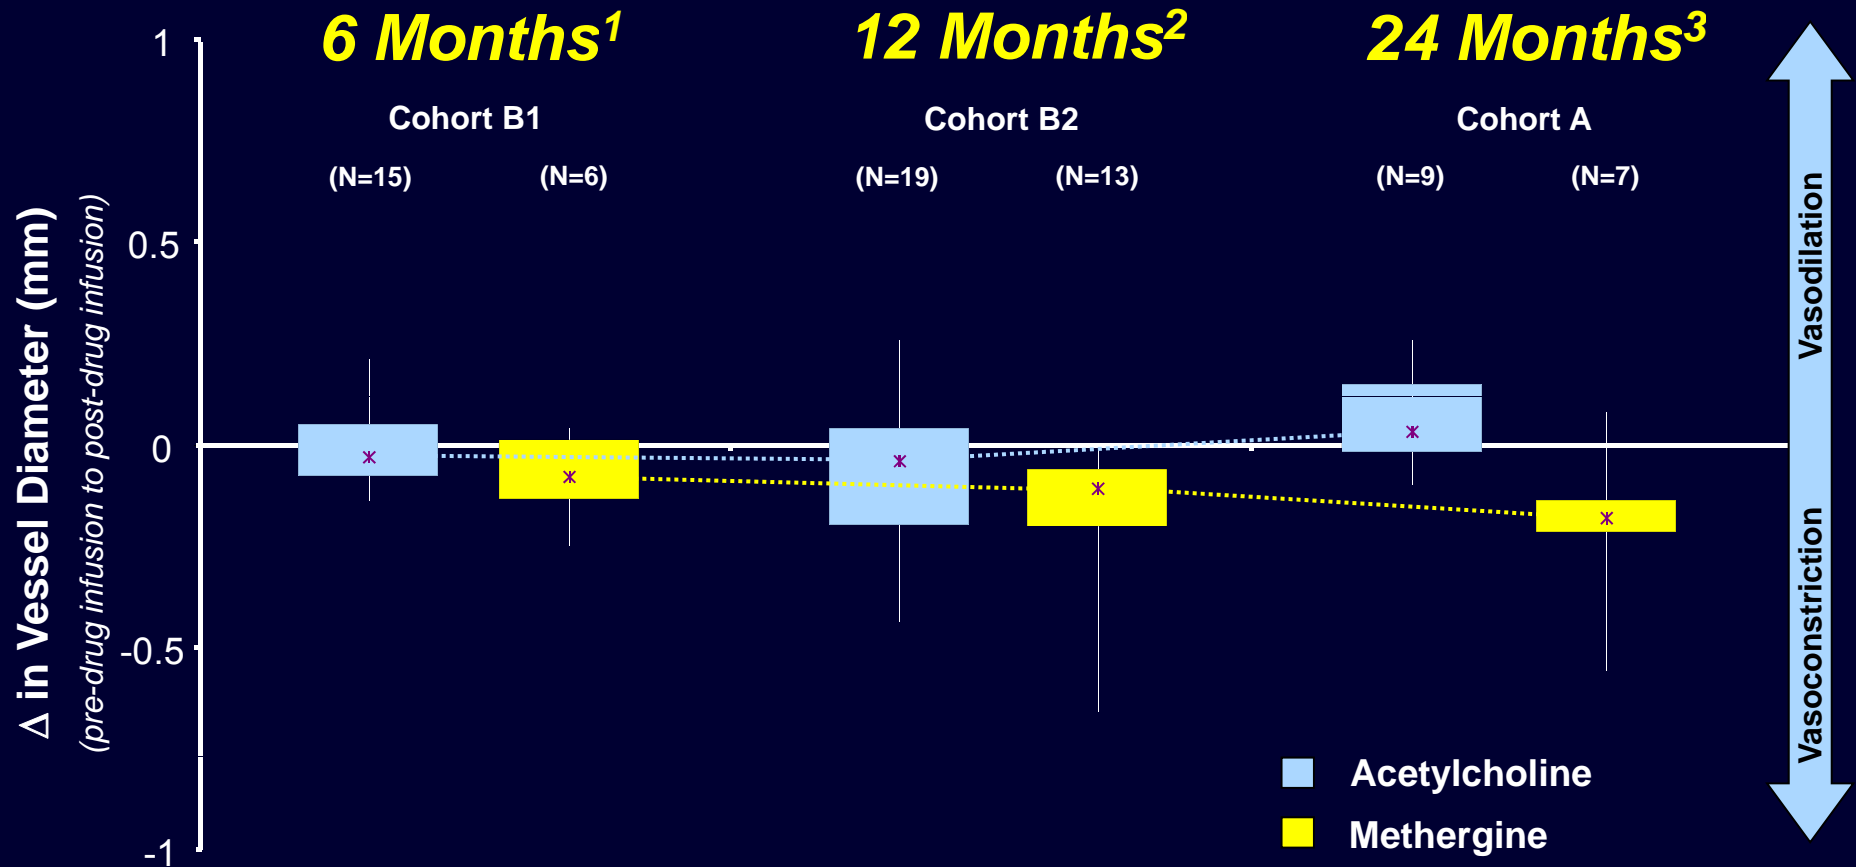 6 Months¹
12 Months²
24 Months³
Cohort B1
Cohort B2
Cohort A
(N=15)
(N=6)
(N=19)
(N=13)
(N=9)
(N=7)
Δ in Vessel Diameter (mm)
(pre-drug infusion to post-drug infusion)
1
0.5
0
-0.5
-1
Vasodilation
Vasoconstriction
Acetylcholine
Methergine